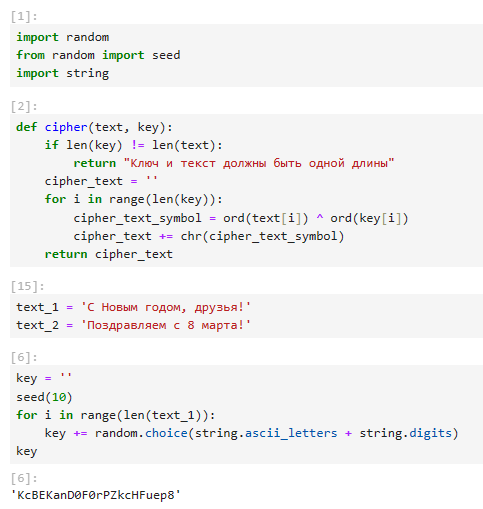 [1]:
import random
from random import seed
import string
[2]:
def cipher(text, key):
    if len(key) != len(text):
        return "Ключ и текст должны быть одной длины"
    cipher_text = ''
    for i in range(len(key)):
        cipher_text_symbol = ord(text[i]) ^ ord(key[i])
        cipher_text += chr(cipher_text_symbol)
    return cipher_text
[15]:
text_1 = 'С Новым годом, друзья!'
text_2 = 'Поздравляем с 8 марта!'
[6]:
key = ''
seed(10)
for i in range(len(text_1)):
    key += random.choice(string.ascii_letters + string.digits)
key
[6]:
'KcBEKanD0F0rPZkcHFuep8'